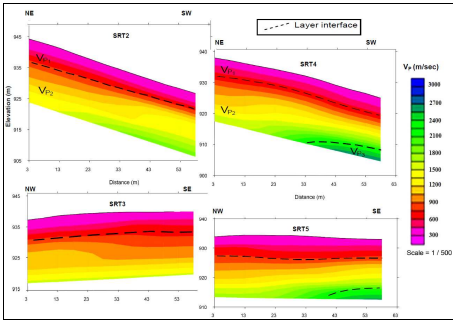 NE SW
SRT2
945
935
925
915
905
Elevation (m)
VP1
VP2
3 13 23 33 43 53
Distance (m)
Layer interface
NE SW
SRT4
940
930
920
910
900
VP1
VP2
VP3
3 13 23 33 43 53 63
Distance (m)
VP (m/sec)
3000
2700
2400
2100
1800
1500
1200
900
600
300
Scale = 1 / 500
NW SE
SRT3
945
935
925
915
3 13 23 33 43 53
NW SE
SRT5
940
930
920
910
3 13 23 33 43 53